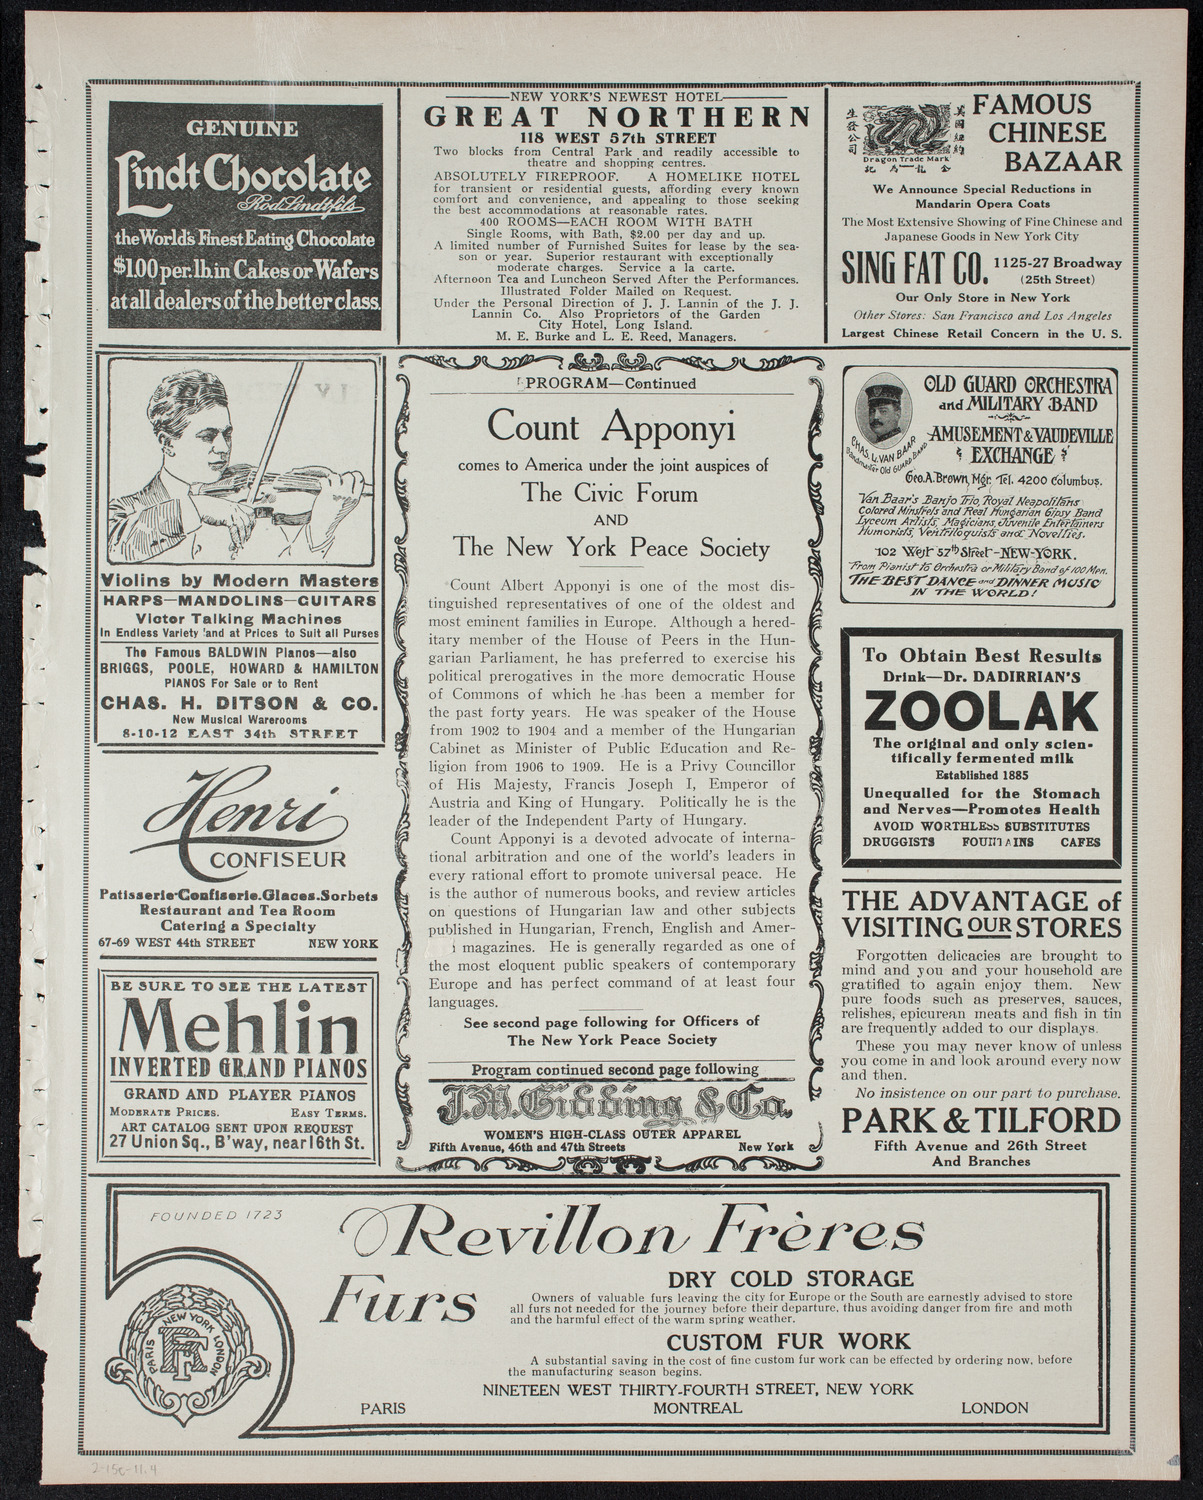 GENUINE
Lindt Chocolate
Rod. Lindt fils
the World's Finest Eating Chocolate
$1.00 per. lb. in Cakes or Wafers
at all dealers of the better class.
NEW YORK'S NEWEST HOTEL
GREAT NORTHERN
118 WEST 57th STREET
Two blocks from Central Park and readily accessible to
theatre and shopping centres.
ABSOLUTELY FIREPROOF. A HOMELIKE HOTEL
for transient or residential guests, affording every known
comfort and convenience, and appealing to those seeking
the best accommodations at reasonable rates.
400 ROOMS—EACH ROOM WITH BATH
Single Rooms, with Bath, $2.00 per day and up.
A limited number of Furnished Suites for lease by the sea-
son or year. Superior restaurant with exceptionally
moderate charges. Service a la carte.
Afternoon Tea and Luncheon Served After the Performances.
Illustrated Folder Mailed on Request.
Under the Personal Direction of J. J. Lannin of the J. J.
Lannin Co. Also Proprietors of the Garden
City Hotel, Long Island.
M. E. Burke and L. E. Reed, Managers.
生發公司
美國紐約
Dragon Trade Mark
FAMOUS
CHINESE
BAZAAR
We Announce Special Reductions in
Mandarin Opera Coats
The Most Extensive Showing of Fine Chinese and
Japanese Goods in New York City
SING FAT CO. 1125-27 Broadway
(25th Street)
Our Only Store in New York
Other Stores: San Francisco and Los Angeles
Largest Chinese Retail Concern in the U. S.
Violins by Modern Masters
HARPS—MANDOLINS—GUITARS
Victor Talking Machines
In Endless Variety and at Prices to Suit all Purses
The Famous BALDWIN Pianos—also
BRIGGS, POOLE, HOWARD & HAMILTON
PIANOS For Sale or to Rent
CHAS. H. DITSON & CO.
New Musical Warerooms
8-10-12 EAST 34th STREET
Henri
CONFISEUR
Patisserie-Confiserie.Glaces.Sorbets
Restaurant and Tea Room
Catering a Specialty
67-69 WEST 44th STREET NEW YORK
BE SURE TO SEE THE LATEST
Mehlin
INVERTED GRAND PIANOS
GRAND AND PLAYER PIANOS
MODERATE PRICES. EASY TERMS.
ART CATALOG SENT UPON REQUEST
27 Union Sq., B'way, near 16th St.
PROGRAM—Continued
Count Apponyi
comes to America under the joint auspices of
The Civic Forum
AND
The New York Peace Society
Count Albert Apponyi is one of the most dis-
tinguished representatives of one of the oldest and
most eminent families in Europe. Although a hered-
itary member of the House of Peers in the Hun-
garian Parliament, he has preferred to exercise his
political prerogatives in the more democratic House
of Commons of which he has been a member for
the past forty years. He was speaker of the House
from 1902 to 1904 and a member of the Hungarian
Cabinet as Minister of Public Education and Re-
ligion from 1906 to 1909. He is a Privy Councillor
of His Majesty, Francis Joseph I, Emperor of
Austria and King of Hungary. Politically he is the
leader of the Independent Party of Hungary.
Count Apponyi is a devoted advocate of interna-
tional arbitration and one of the world's leaders in
every rational effort to promote universal peace. He
is the author of numerous books, and review articles
on questions of Hungarian law and other subjects
published in Hungarian, French, English and Amer-
magazines. He is generally regarded as one of
the most eloquent public speakers of contemporary
Europe and has perfect command of at least four
languages.
See second page following for Officers of
The New York Peace Society
Program continued second page following
J.M. Gidding & Co.
WOMEN'S HIGH-CLASS OUTER APPAREL
Fifth Avenue, 46th and 47th Streets New York
CHAS. L. VAN BAAR
Bandmaster Old Guard Band
OLD GUARD ORCHESTRA
and MILITARY BAND
AMUSEMENT & VAUDEVILLE
EXCHANGE
Geo. A. Brown, Mgr. Tel. 4200 Columbus.
Van Baar's Banjo Trio, Royal Neapolitans
Colored Minstrels and Real Hungarian Gipsy Band
Lyceum Artists, Magicians, Juvenile Entertainers
Humorists, Ventriloquists and Novelties.
102 West 57th Street—NEW-YORK.
From Pianist to Orchestra or Military Band of 100 Men.
THE BEST DANCE and DINNER MUSIC
IN THE WORLD!
To Obtain Best Results
Drink—Dr. DADIRRIAN'S
ZOOLAK
The original and only scien-
tifically fermented milk
Established 1885
Unequalled for the Stomach
and Nerves—Promotes Health
AVOID WORTHLESS SUBSTITUTES
DRUGGISTS FOUNTAINS CAFES
THE ADVANTAGE of
VISITING OUR STORES
Forgotten delicacies are brought to
mind and you and your household are
gratified to again enjoy them. New
pure foods such as preserves, sauces,
relishes, epicurean meats and fish in tin
are frequently added to our displays.
These you may never know of unless
you come in and look around every now
and then.
No insistence on our part to purchase.
PARK & TILFORD
Fifth Avenue and 26th Street
And Branches
FOUNDED 1723
Revillon Frères
Furs
PARIS NEW YORK LONDON
RF
DRY COLD STORAGE
Owners of valuable furs leaving the city for Europe or the South are earnestly advised to store
all furs not needed for the journey before their departure, thus avoiding danger from fire and moth
and the harmful effect of the warm spring weather.
CUSTOM FUR WORK
A substantial saving in the cost of fine custom fur work can be effected by ordering now, before
the manufacturing season begins.
NINETEEN WEST THIRTY-FOURTH STREET, NEW YORK
PARIS MONTREAL LONDON
2-15c-11.4